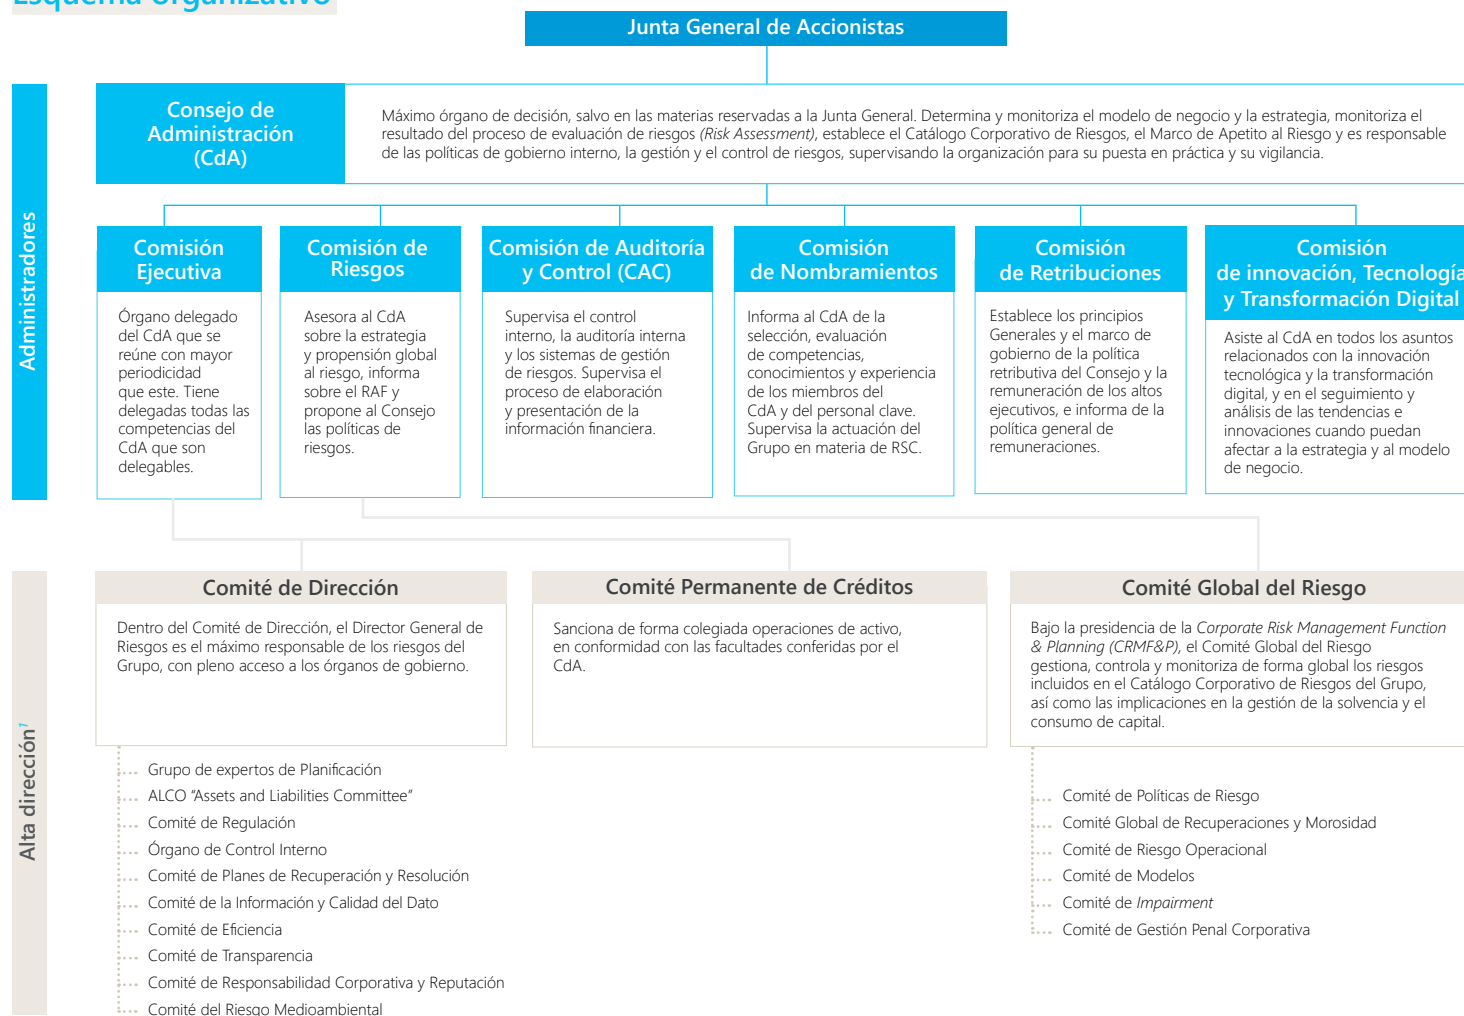 Esquema organizativo
Junta General de Accionistas
Administradores
Consejo de
Administración
(CdA)
Máximo órgano de decisión, salvo en las materias reservadas a la Junta General. Determina y monitoriza el modelo de negocio y la estrategia, monitoriza el
resultado del proceso de evaluación de riesgos (Risk Assessment), establece el Catálogo Corporativo de Riesgos, el Marco de Apetito al Riesgo y es responsable
de las políticas de gobierno interno, la gestión y el control de riesgos, supervisando la organización para su puesta en práctica y su vigilancia.
Comisión
Ejecutiva
Órgano delegado
del CdA que se
reúne con mayor
periodicidad
que este. Tiene
delegadas todas las
competencias del
CdA que son
delegables.
Comisión de
Riesgos
Asesora al CdA
sobre la estrategia
y propensión global
al riesgo, informa
sobre el RAF y
propone al Consejo
las políticas de
riesgos.
Comisión de Auditoría
y Control (CAC)
Supervisa el control
interno, la auditoría interna
y los sistemas de gestión
de riesgos. Supervisa el
proceso de elaboración
y presentación de la
información financiera.
Comisión
de Nombramientos
Informa al CdA de la
selección, evaluación
de competencias,
conocimientos y experiencia
de los miembros del
CdA y del personal clave.
Supervisa la actuación del
Grupo en materia de RSC.
Comisión
de Retribuciones
Establece los principios
Generales y el marco de
gobierno de la política
retributiva del Consejo y la
remuneración de los altos
ejecutivos, e informa de la
política general de
remuneraciones.
Comisión
de innovación, Tecnología
y Transformación Digital
Asiste al CdA en todos los asuntos
relacionados con la innovación
tecnológica y la transformación
digital, y en el seguimiento y
análisis de las tendencias e
innovaciones cuando puedan
afectar a la estrategia y al modelo
de negocio.
Alta dirección1
Comité de Dirección
Dentro del Comité de Dirección, el Director General de
Riesgos es el máximo responsable de los riesgos del
Grupo, con pleno acceso a los órganos de gobierno.
Grupo de expertos de Planificación
ALCO “Assets and Liabilities Committee”
Comité de Regulación
Órgano de Control Interno
Comité de Planes de Recuperación y Resolución
Comité de la Información y Calidad del Dato
Comité de Eficiencia
Comité de Transparencia
Comité de Responsabilidad Corporativa y Reputación
Comité del Riesgo Medioambiental
Comité Permanente de Créditos
Sanciona de forma colegiada operaciones de activo,
en conformidad con las facultades conferidas por el
CdA.
Comité Global del Riesgo
Bajo la presidencia de la Corporate Risk Management Function
& Planning (CRMF&P), el Comité Global del Riesgo
gestiona, controla y monitoriza de forma global los riesgos
incluidos en el Catálogo Corporativo de Riesgos del Grupo,
así como las implicaciones en la gestión de la solvencia y el
consumo de capital.
Comité de Políticas de Riesgo
Comité Global de Recuperaciones y Morosidad
Comité de Riesgo Operacional
Comité de Modelos
Comité de Impairment
Comité de Gestión Penal Corporativa